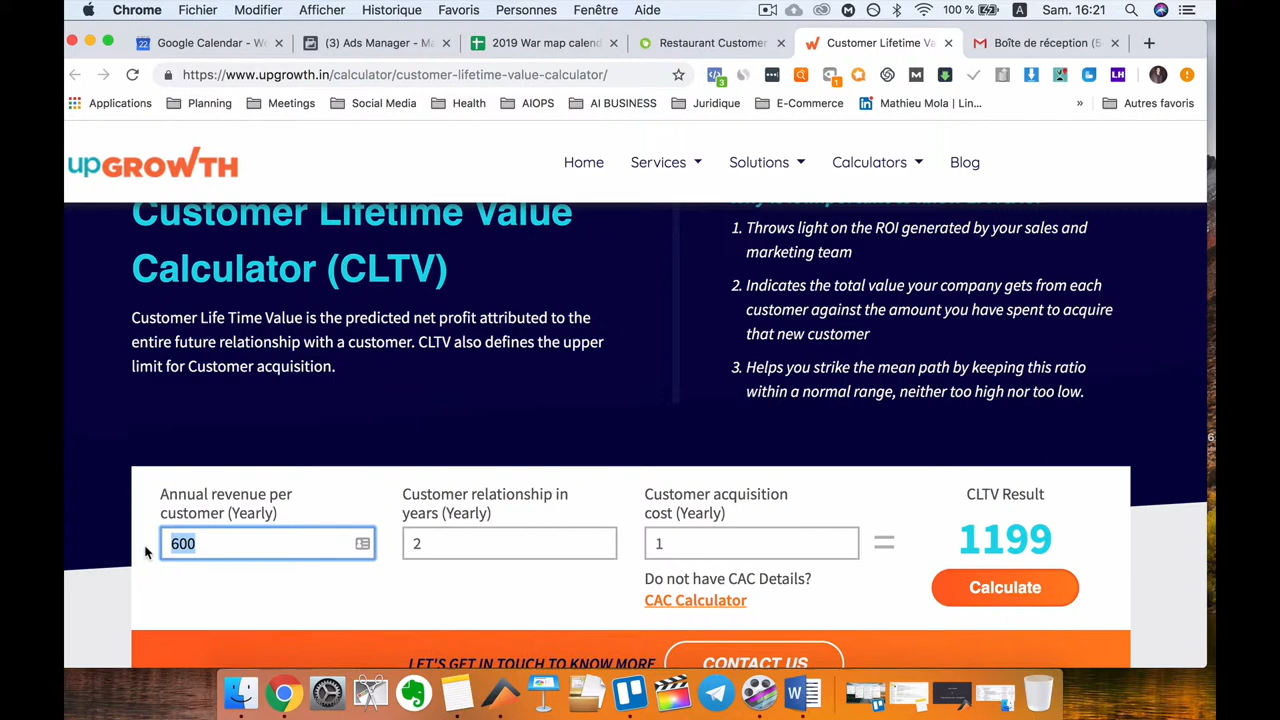 Chrome Fichier Modifier Afficher Historique Favoris Personnes Fenêtre Aide 100 % A Sam. 16:21
Google Calendar - We
(3) Ads Manager - Ma
2019 War map calend
Restaurant Customer
Customer Lifetime Va
Boîte de réception (5
https://www.upgrowth.in/calculator/customer-lifetime-value-calculator/
Applications Planning Meetings Social Media Health AIOPS AI BUSINESS Juridique E-Commerce Mathieu Mola | Lin... » Autres favoris
upGROWTH
Home Services Solutions Calculators Blog
Customer Lifetime Value
Calculator (CLTV)
Customer Life Time Value is the predicted net profit attributed to the
entire future relationship with a customer. CLTV also defines the upper
limit for Customer acquisition.
1. Throws light on the ROI generated by your sales and
marketing team
2. Indicates the total value your company gets from each
customer against the amount you have spent to acquire
that new customer
3. Helps you strike the mean path by keeping this ratio
within a normal range, neither too high nor too low.
Annual revenue per
customer (Yearly)
600
Customer relationship in
years (Yearly)
2
Customer acquisition
cost (Yearly)
1
Do not have CAC Details?
CAC Calculator
=
CLTV Result
1199
Calculate
LET'S GET IN TOUCH TO KNOW MORE
CONTACT US